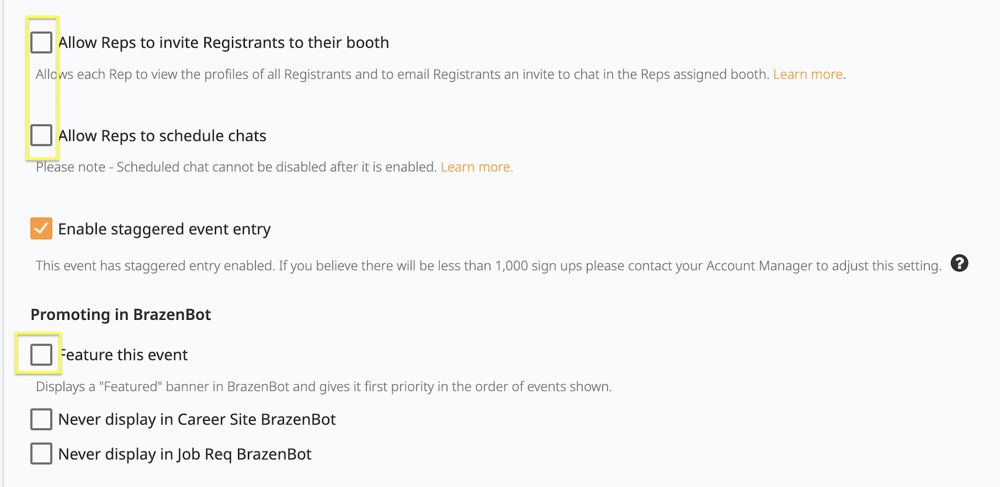 Allow Reps to invite Registrants to their booth
Allows each Rep to view the profiles of all Registrants and to email Registrants an invite to chat in the Reps assigned booth. Learn more.
Allow Reps to schedule chats
Please note - Scheduled chat cannot be disabled after it is enabled. Learn more.
Enable staggered event entry
This event has staggered entry enabled. If you believe there will be less than 1,000 sign ups please contact your Account Manager to adjust this setting. ?
Promoting in BrazenBot
Feature this event
Displays a "Featured" banner in BrazenBot and gives it first priority in the order of events shown.
Never display in Career Site BrazenBot
Never display in Job Req BrazenBot